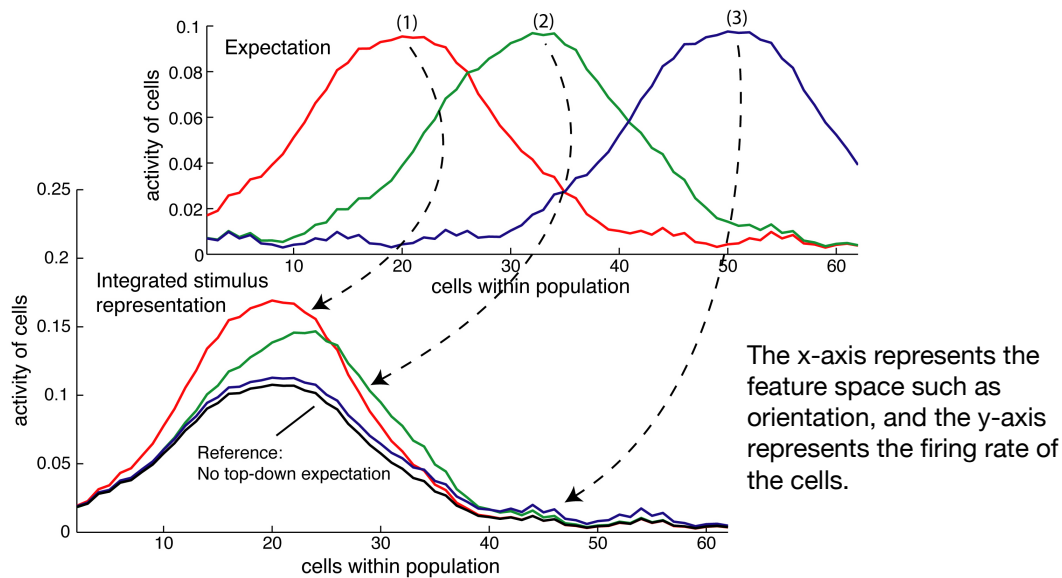 (1)
(2)
(3)
Expectation
activity of cells
0.1
0.08
0.06
0.04
0.02
0
10
20
30
40
50
60
cells within population
Integrated stimulus
representation
activity of cells
0.25
0.2
0.15
0.1
0.05
0
Reference:
No top-down expectation
10
20
30
40
50
60
cells within population
The x-axis represents the
feature space such as
orientation, and the y-axis
represents the firing rate of
the cells.